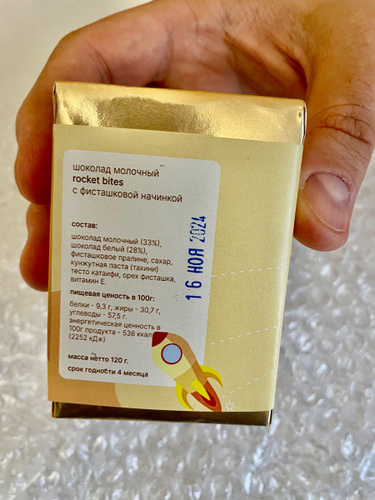 шоколад молочный
rocket bites
с фисташковой начинкой
состав:
шоколад молочный (33%),
шоколад белый (28%),
фисташковое пралине, сахар,
кунжутная паста (тахини)
тесто катаифи, орех фисташка,
витамин Е.
пищевая ценность в 100г:
белки - 9,3 г, жиры - 30,7 г,
углеводы - 57,5 г.
энергетическая ценность в
100г продукта - 538 ккал
(2252 кДж)
масса нетто 120 г.
срок годности 4 месяца
16 НОЯ 2024